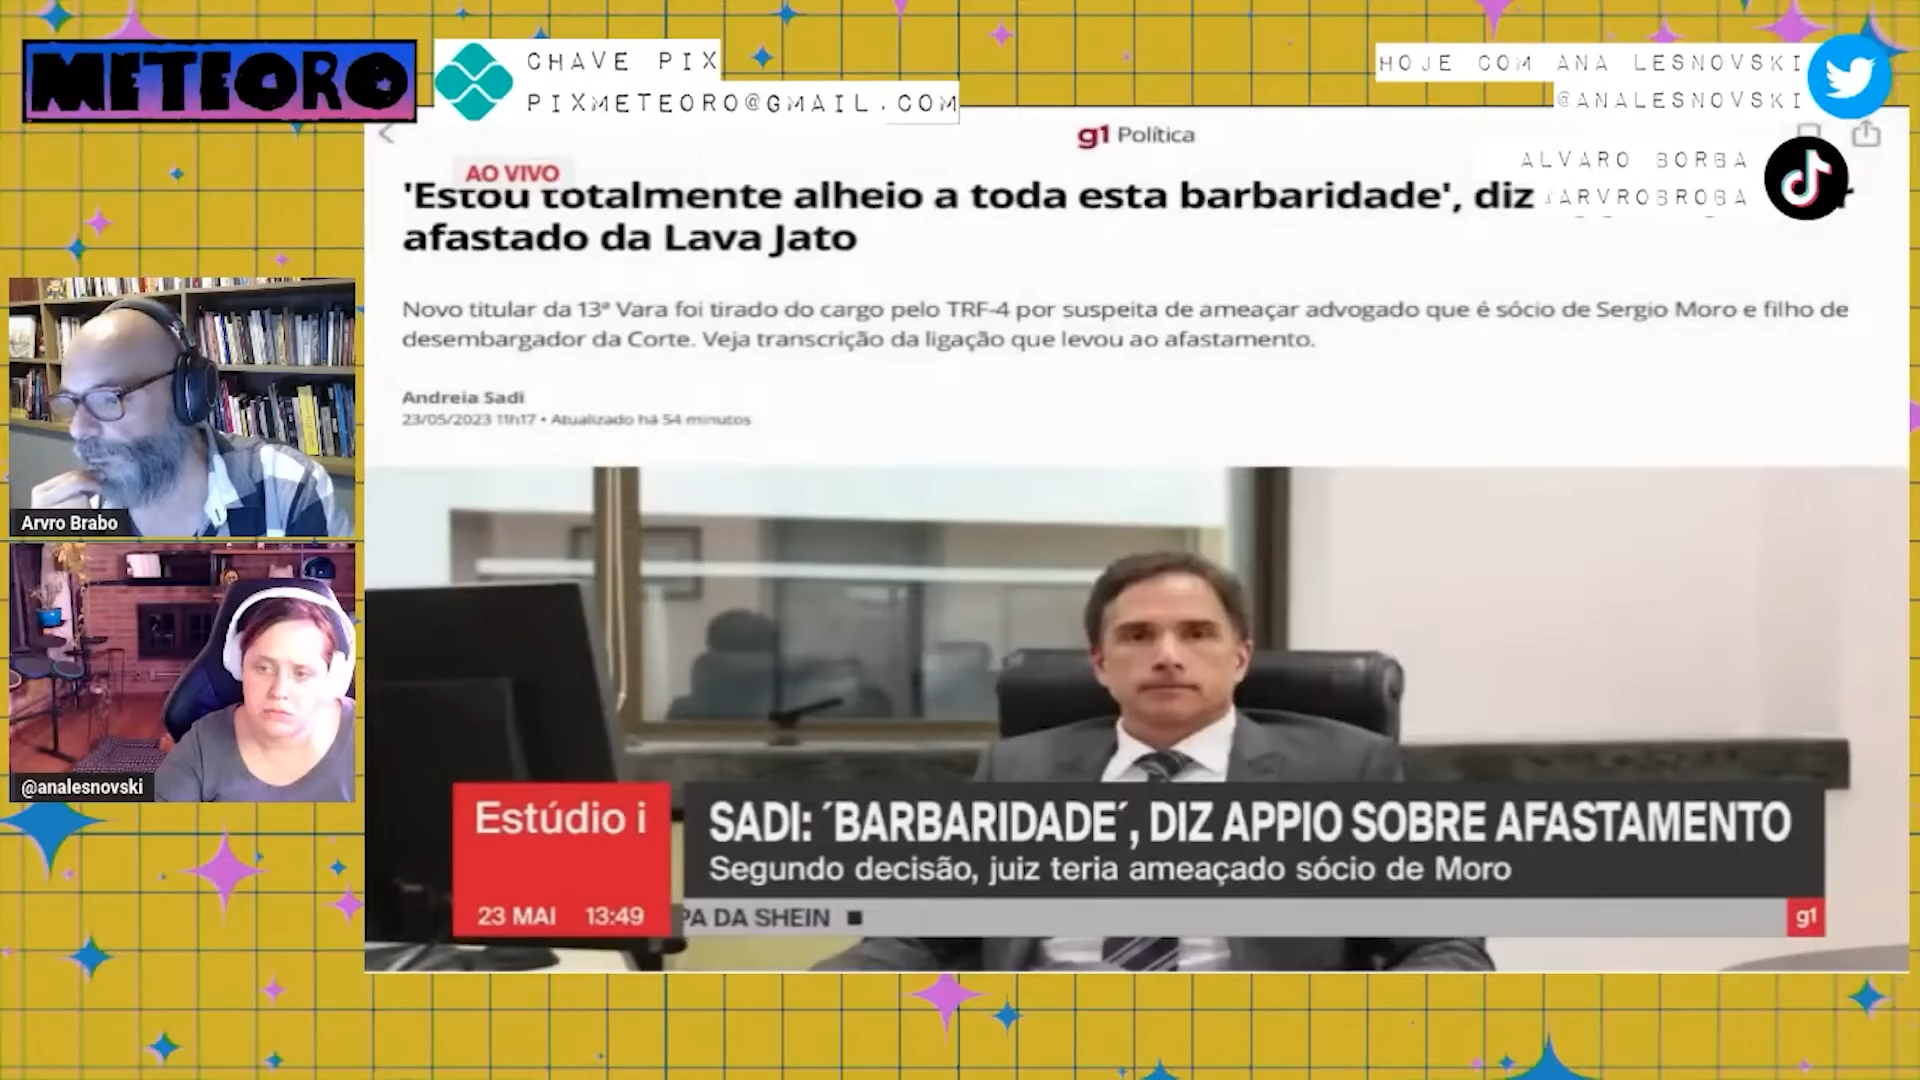 METEORO
CHAVE PIX
PIXMETEORO@GMAIL.COM
HOJE COM ANA LESNOVSKI
@ANALESNOVSKI
ALVARO BORBA
ARVROBROBA
g1 Política
AO VIVO
'Estou totalmente alheio a toda esta barbaridade', diz
afastado da Lava Jato
Novo titular da 13ª Vara foi tirado do cargo pelo TRF-4 por suspeita de ameaçar advogado que é sócio de Sergio Moro e filho de
desembargador da Corte. Veja transcrição da ligação que levou ao afastamento.
Andreia Sadi
23/05/2023 11h17 • Atualizado há 54 minutos
Arvro Brabo
@analesnovski
Estúdio i
23 MAI 13:49
SADI: ´BARBARIDADE´, DIZ APPIO SOBRE AFASTAMENTO
Segundo decisão, juiz teria ameaçado sócio de Moro
PA DA SHEIN ■
g1